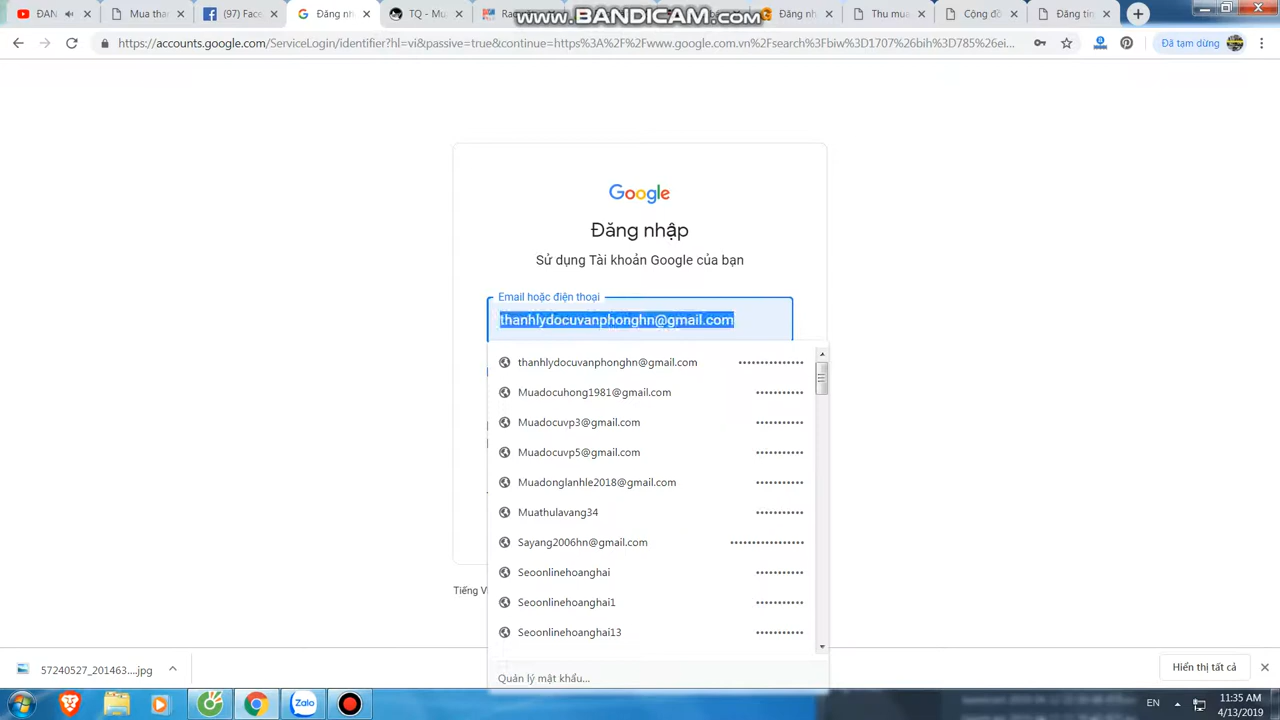 www.BANDICAM.com
ĐĂN
Mua tha
(97) Face
Đăng nh
TQ - Mu
Ra
Đăng nh
Thu mu
Cộng đồ
Đăng tin
https://accounts.google.com/ServiceLogin/identifier?hl=vi&passive=true&continue=https%3A%2F%2Fwww.google.com.vn%2Fsearch%3Fbiw%3D1707%26bih%3D785%26ei...
Đã tạm dừng
Google
Đăng nhập
Sử dụng Tài khoản Google của bạn
Email hoặc điện thoại
thanhlydocuvanphonghn@gmail.com
thanhlydocuvanphonghn@gmail.com ••••••••••••••
Muadocuhong1981@gmail.com •••••••••••
Muadocuvp3@gmail.com •••••••••••
Muadocuvp5@gmail.com •••••••••••
Muadonglanhle2018@gmail.com •••••••••••
Muathulavang34 •••••••••••
Sayang2006hn@gmail.com •••••••••••••••••
Seoonlinehoanghai •••••••••••
Seoonlinehoanghai1 •••••••••••
Tiếng V
Seoonlinehoanghai13 •••••••••••
Quản lý mật khẩu...
57240527_201463....jpg
Hiển thị tất cả
Zalo
EN
11:35 AM
4/13/2019